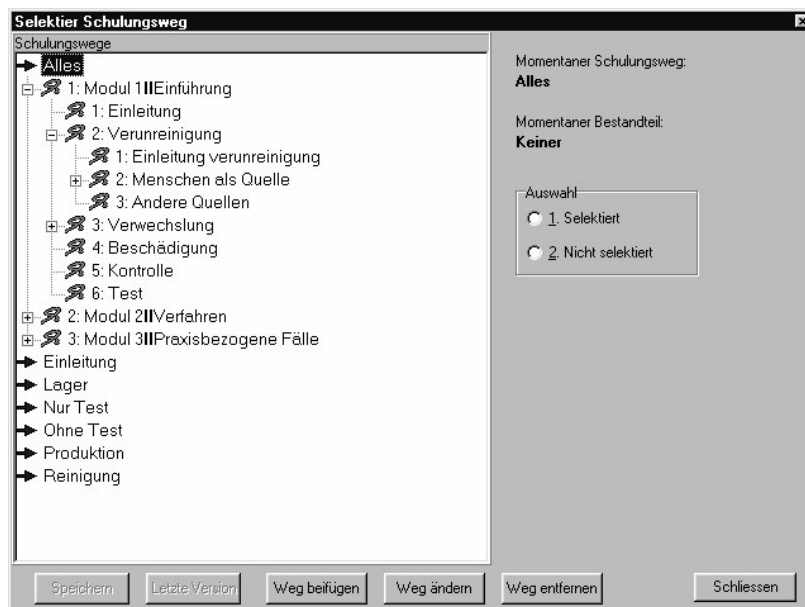 Selektier Schulungsweg
Schulungswege
Alles
1: Modul 1IIEinführung
1: Einleitung
2: Verunreinigung
1: Einleitung verunreinigung
2: Menschen als Quelle
3: Andere Quellen
3: Verwechslung
4: Beschädigung
5: Kontrolle
6: Test
2: Modul 2IIVerfahren
3: Modul 3IIPraxisbezogene Fälle
Einleitung
Lager
Nur Test
Ohne Test
Produktion
Reinigung
Momentaner Schulungsweg:
Alles
Momentaner Bestandteil:
Keiner
Auswahl
1. Selektiert
2. Nicht selektiert
Speichern Letzte Version Weg beifügen Weg ändern Weg entfernen Schliessen